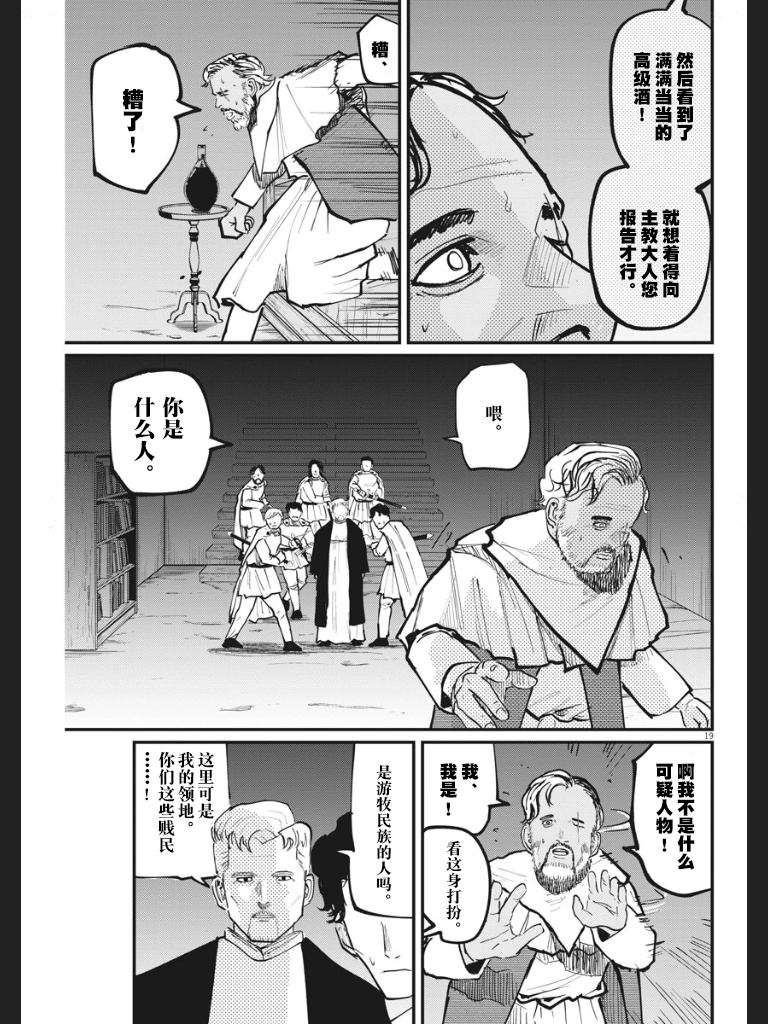 然后看到了
满满当当的
高级酒！
就想着得向
主教大人您
报告才行。
糟、
糟了！
喂。
你是
什么人。
19
啊我不是什么
可疑人物！
我、
我是！
看这身打扮。
是游牧民族的人吗。
这里可是
我的领地。
你们这些贱民
……！